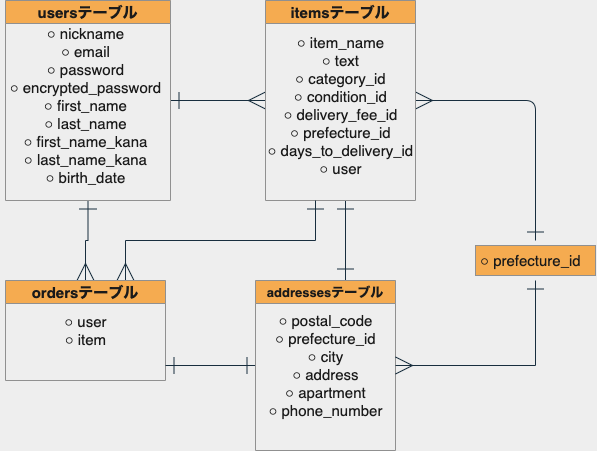 usersテーブル
nickname
email
password
encrypted_password
first_name
last_name
first_name_kana
last_name_kana
birth_date
itemsテーブル
item_name
text
category_id
condition_id
delivery_fee_id
prefecture_id
days_to_delivery_id
user
prefecture_id
ordersテーブル
user
item
addressesテーブル
postal_code
prefecture_id
city
address
apartment
phone_number